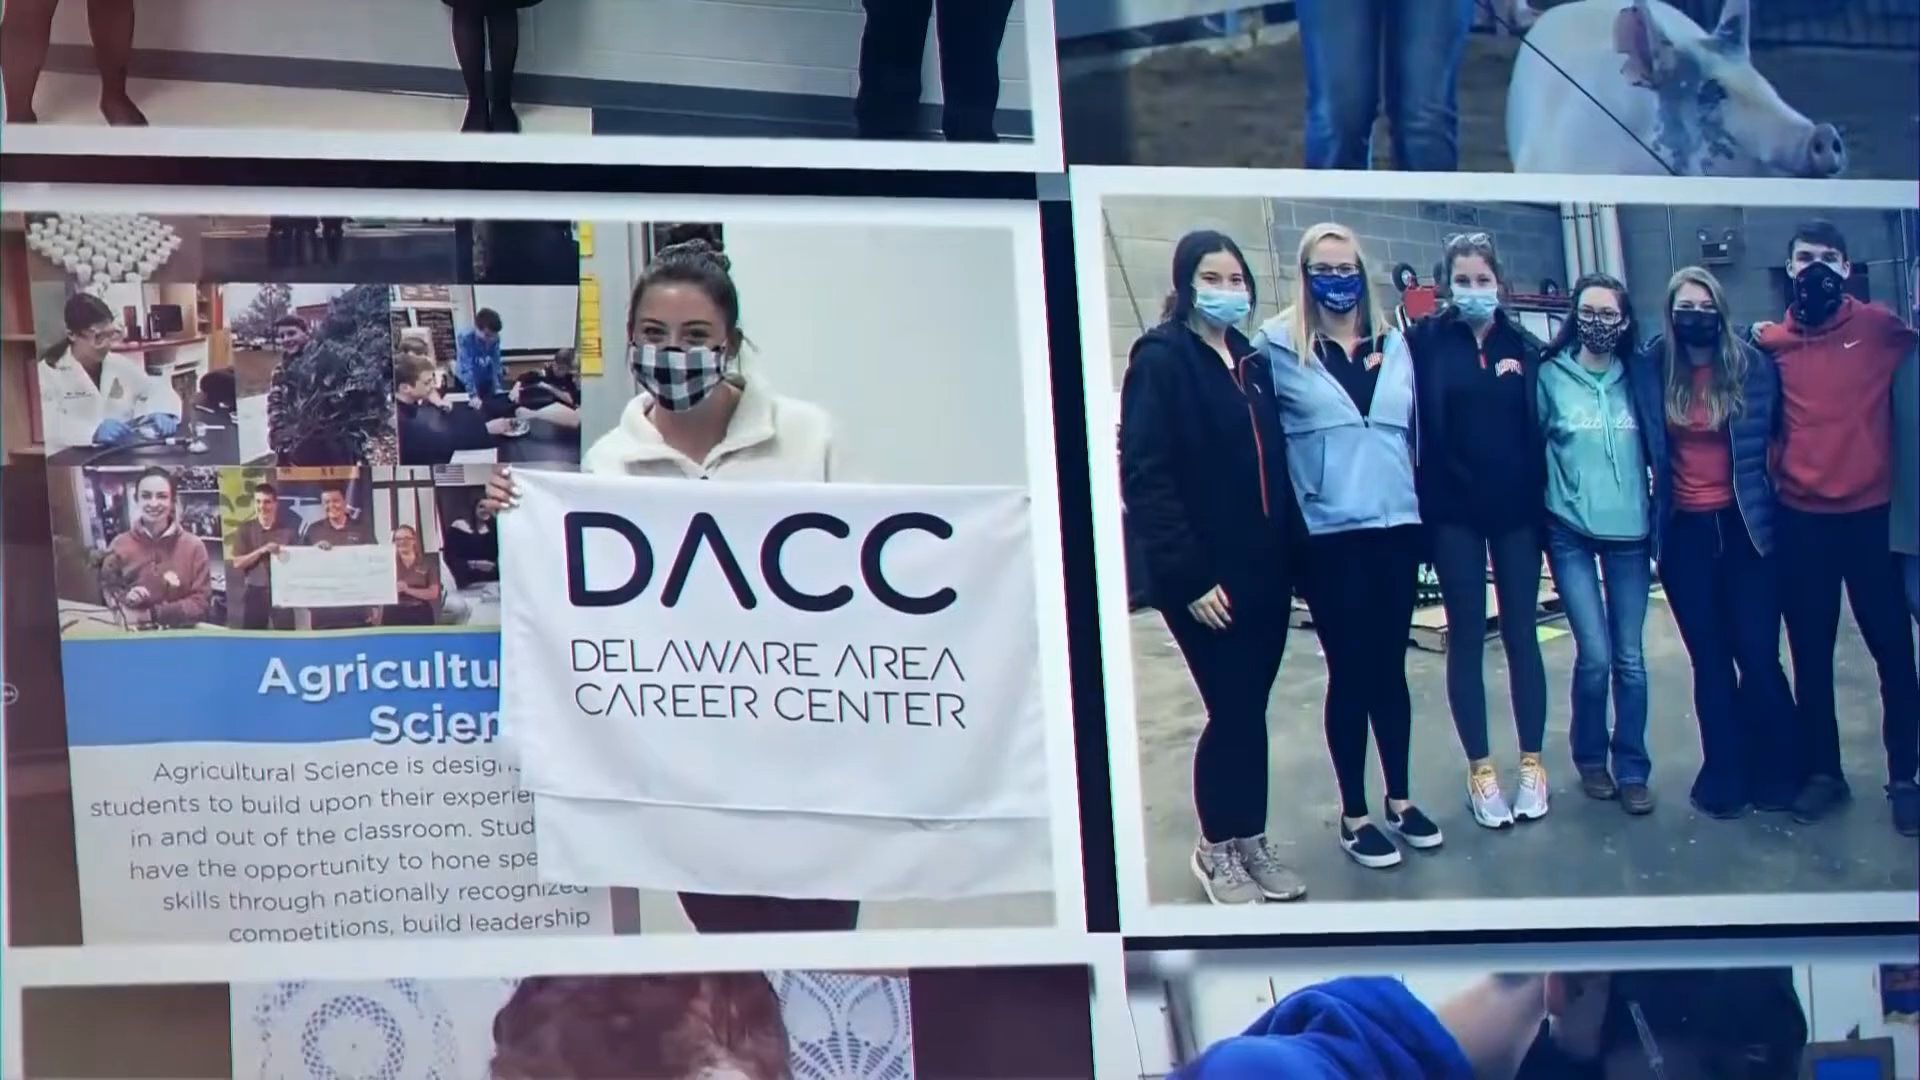 DACC
DELAWARE AREA
CAREER CENTER
Agricultu
Scien
Agricultural Science is design
students to build upon their experie
in and out of the classroom. Stud
have the opportunity to hone spe
skills through nationally recognized
competitions, build leadership